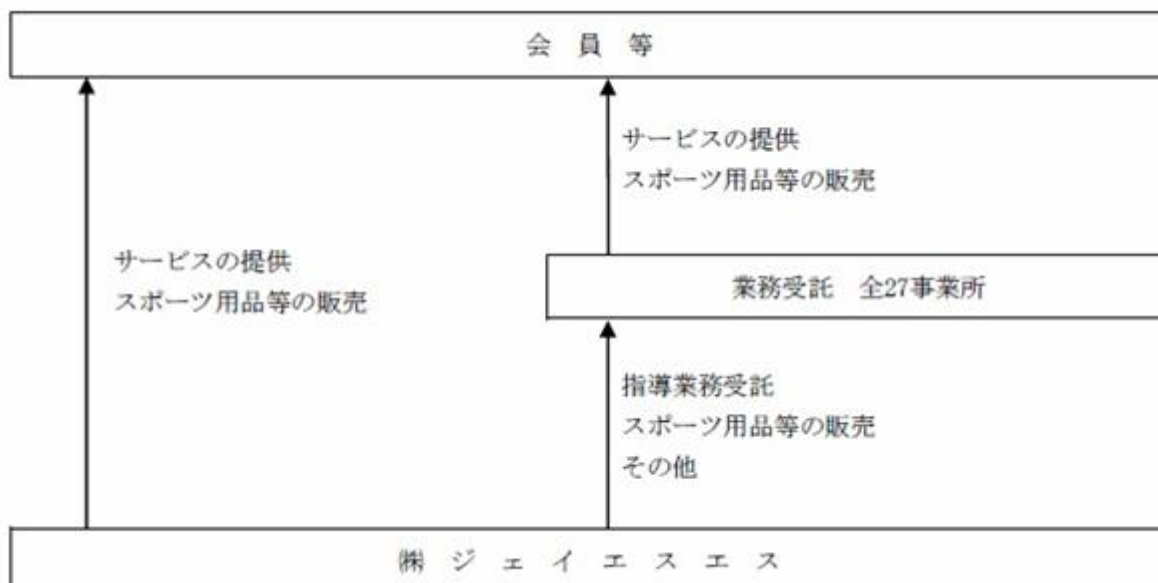 会員等
サービスの提供
スポーツ用品等の販売
サービスの提供
スポーツ用品等の販売
業務受託　全27事業所
指導業務受託
スポーツ用品等の販売
その他
㈱ジェイエスエス